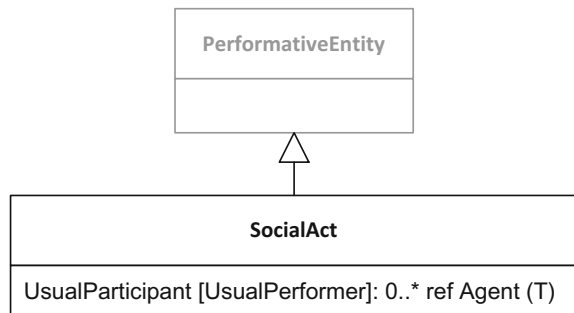 PerformativeEntity
SocialAct
UsualParticipant [UsualPerformer]: 0..* ref Agent (T)